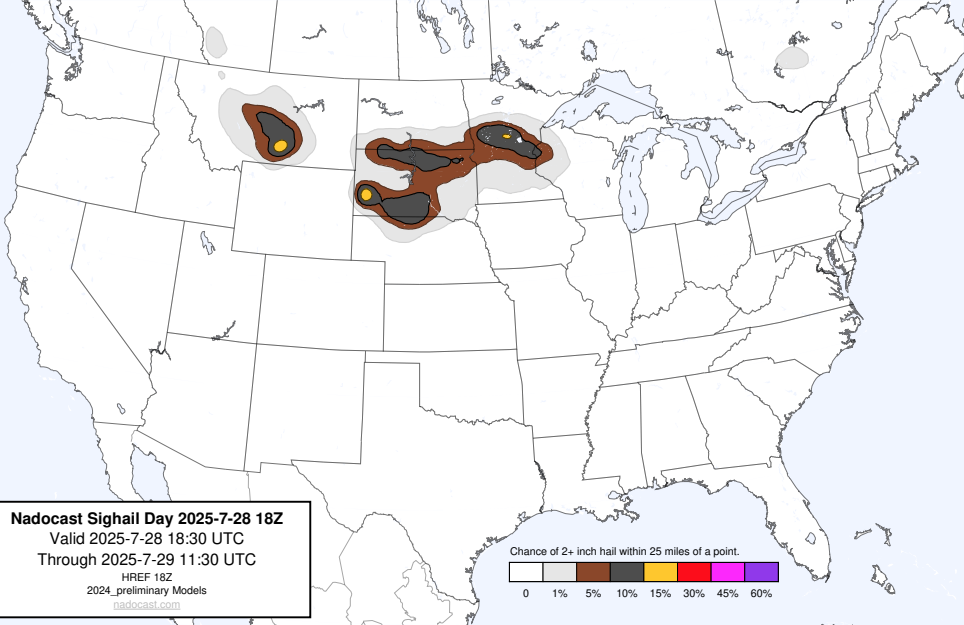 Nadocast Sighail Day 2025-7-28 18Z
Valid 2025-7-28 18:30 UTC
Through 2025-7-29 11:30 UTC
HREF 18Z
2024_preliminary Models
nadocast.com
Chance of 2+ inch hail within 25 miles of a point.
0 1% 5% 10% 15% 30% 45% 60%